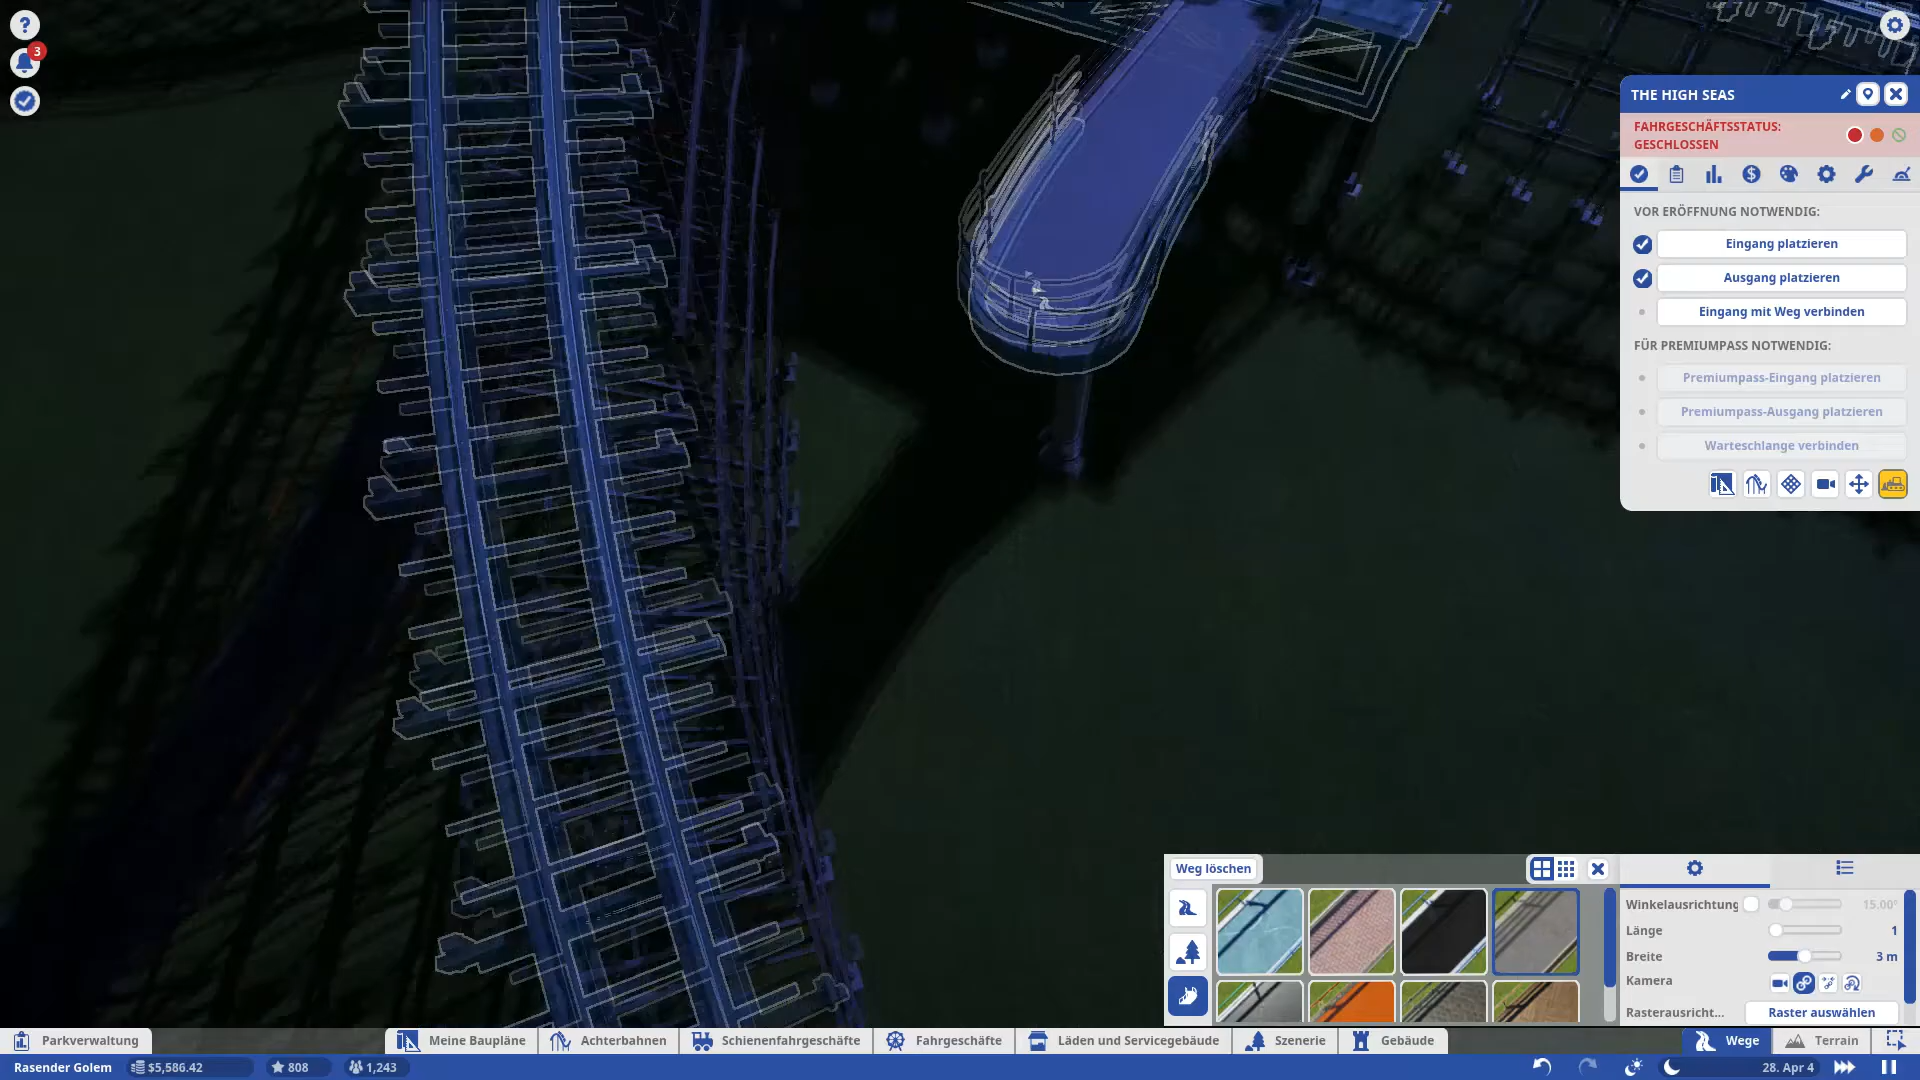 ?
3
THE HIGH SEAS
FAHRGESCHÄFTSSTATUS:
GESCHLOSSEN
VOR ERÖFFNUNG NOTWENDIG:
Eingang platzieren
Ausgang platzieren
Eingang mit Weg verbinden
FÜR PREMIUMPASS NOTWENDIG:
Premiumpass-Eingang platzieren
Premiumpass-Ausgang platzieren
Warteschlange verbinden
Weg löschen
Winkelausrichtung 15.00°
Länge 1
Breite 3 m
Kamera
Rasterausricht... Raster auswählen
Parkverwaltung Meine Baupläne Achterbahnen Schienenfahrgeschäfte Fahrgeschäfte Läden und Servicegebäude Szenerie Gebäude Wege Terrain
Rasender Golem $5,586.42 808 1,243 28. Apr 4